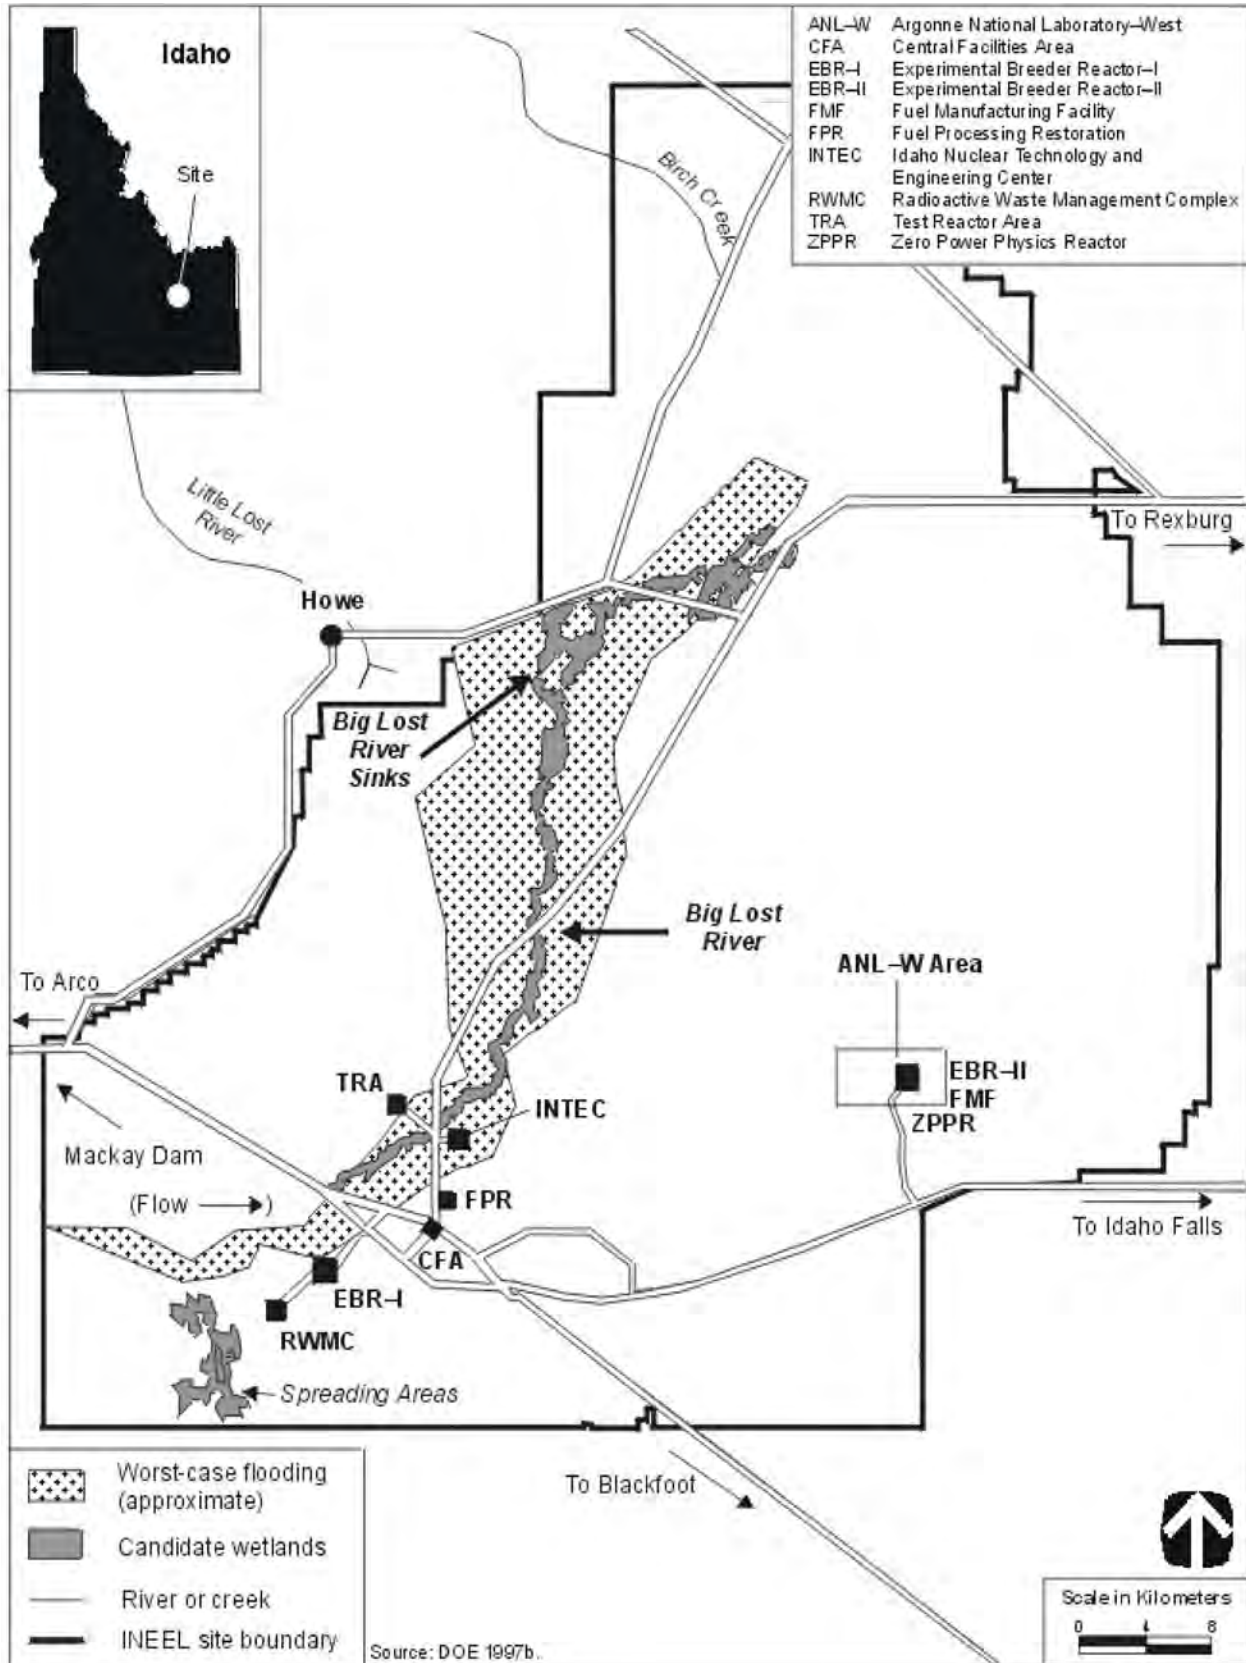 Idaho
Site
ANL–W Argonne National Laboratory–West
CFA Central Facilities Area
EBR–I Experimental Breeder Reactor–I
EBR–II Experimental Breeder Reactor–II
FMF Fuel Manufacturing Facility
FPR Fuel Processing Restoration
INTEC Idaho Nuclear Technology and
Engineering Center
RWMC Radioactive Waste Management Complex
TRA Test Reactor Area
ZPPR Zero Power Physics Reactor
Birch Creek
Little Lost
River
To Rexburg
Howe
Big Lost
River
Sinks
Big Lost
River
ANL–W Area
To Arco
EBR–II
FMF
ZPPR
TRA
INTEC
Mackay Dam
(Flow )
FPR
To Idaho Falls
CFA
EBR–I
RWMC
Spreading Areas
To Blackfoot
Worst-case flooding
(approximate)
Candidate wetlands
River or creek
INEEL site boundary
Source: DOE 1997b.
Scale in Kilometers
0 4 8